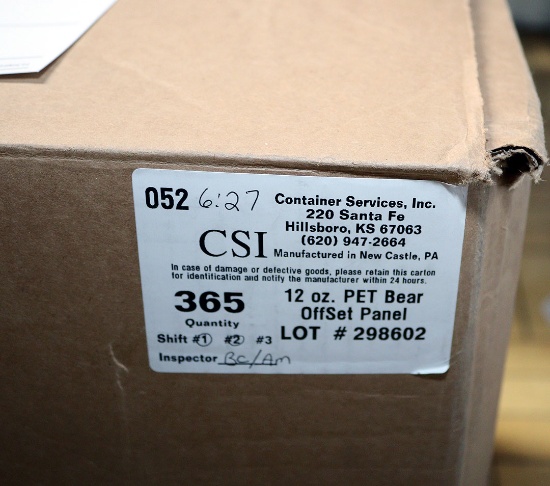 052 6:27
Container Services, Inc.
220 Santa Fe
Hillsboro, KS 67063
(620) 947-2664
CSI Manufactured in New Castle, PA
In case of damage or defective goods, please retain this carton
for identification and notify the manufacturer within 24 hours.
365 12 oz. PET Bear
Quantity OffSet Panel
Shift #1 #2 #3 LOT # 298602
Inspector BC/Am